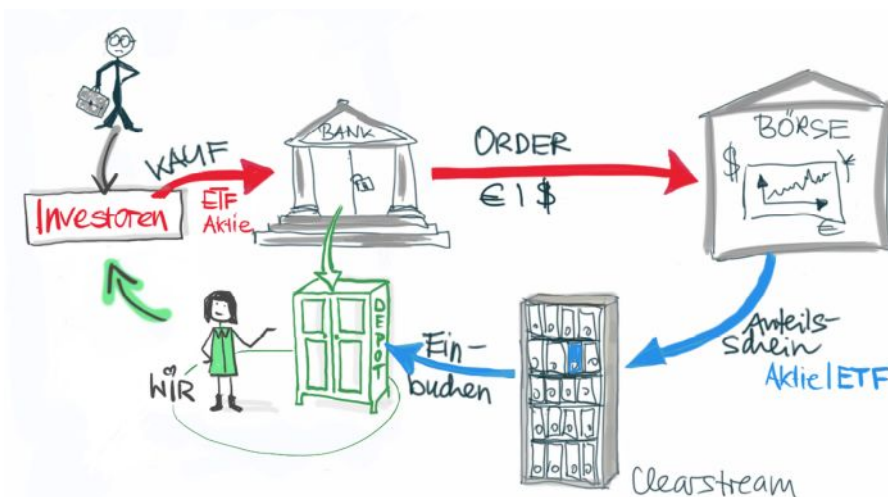 Investoren
KAUF
ETF
Aktie
BANK
ORDER
€ | $
BÖRSE
$
¥
€
Anteils-
schein
Aktie | ETF
Clearstream
Ein-
buchen
DEPOT
WIR